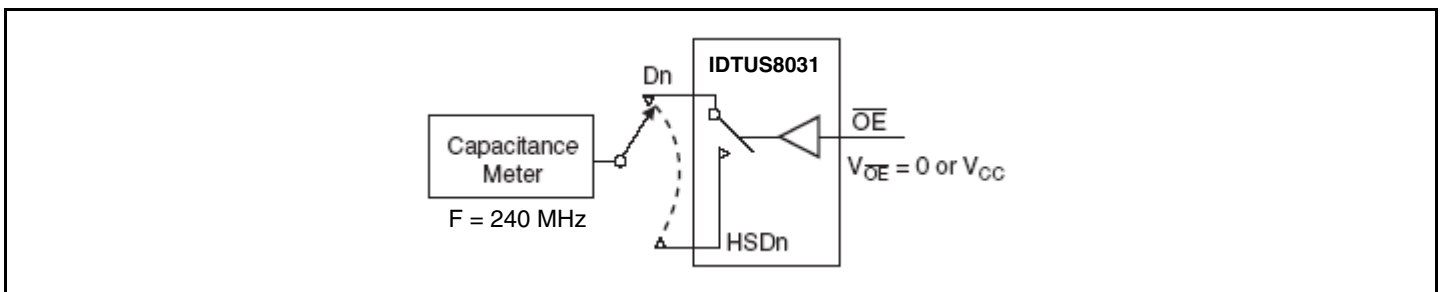 IDTUS8031
Dn
OE
Capacitance
Meter
VOE = 0 or VCC
F = 240 MHz
HSDn